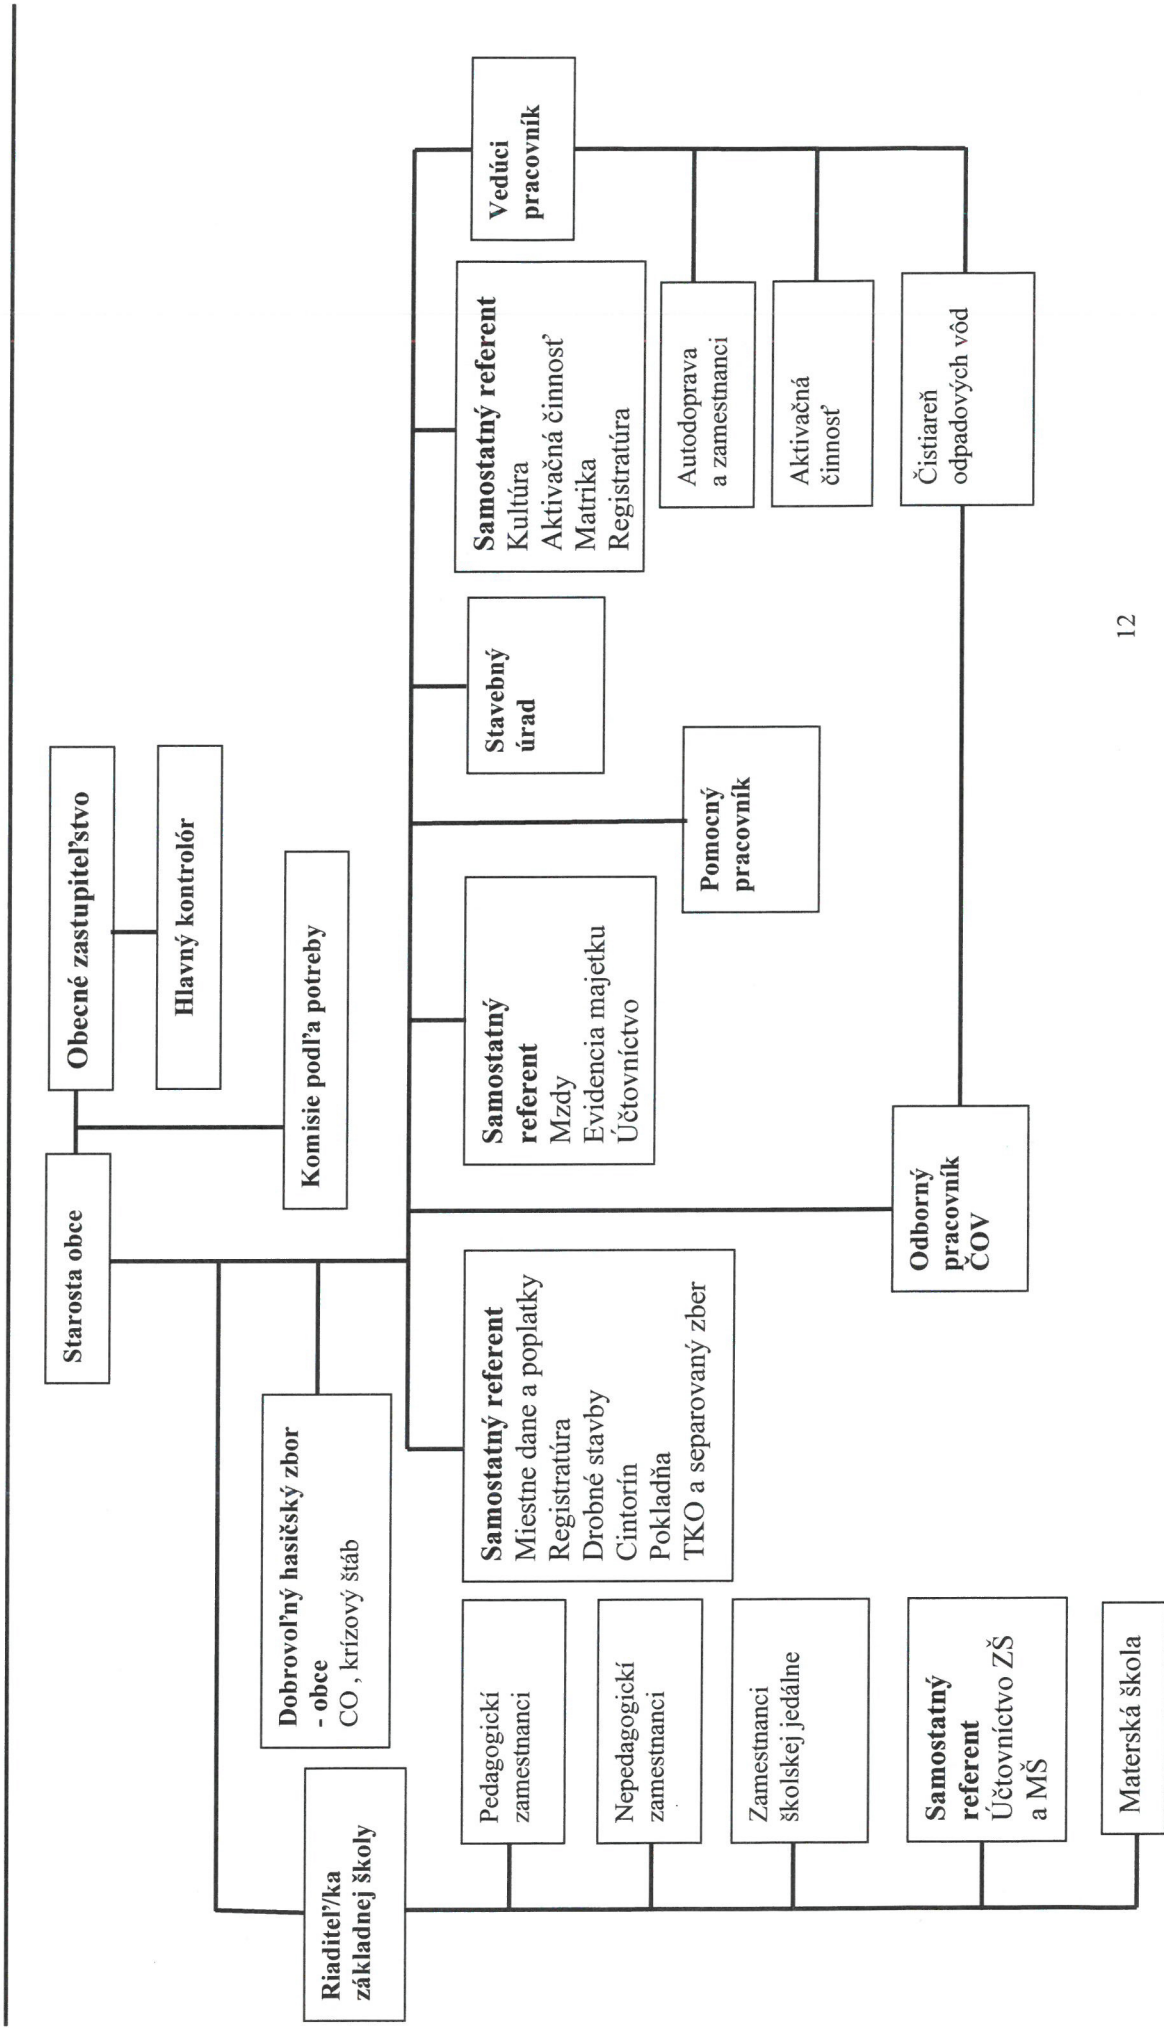 Starosta obce
Obecné zastupiteľstvo
Hlavný kontrolór
Komisie podľa potreby
Dobrovoľný hasičský zbor
- obce
CO , krízový štáb
Riaditeľ/ka
základnej školy
Pedagogickí
zamestnanci
Nepedagogickí
zamestnanci
Zamestnanci
školskej jedálne
Samostatný
referent
Účtovníctvo ZŠ
a MŠ
Materská škola
Samostatný referent
Miestne dane a poplatky
Registratúra
Drobné stavby
Cintorín
Pokladňa
TKO a separovaný zber
Odborný
pracovník
ČOV
Samostatný
referent
Mzdy
Evidencia majetku
Účtovníctvo
Pomocný
pracovník
Stavebný
úrad
Samostatný referent
Kultúra
Aktivačná činnosť
Matrika
Registratúra
Vedúci
pracovník
Autodoprava
a zamestnanci
Aktivačná
činnosť
Čistiareň
odpadových vôd
12